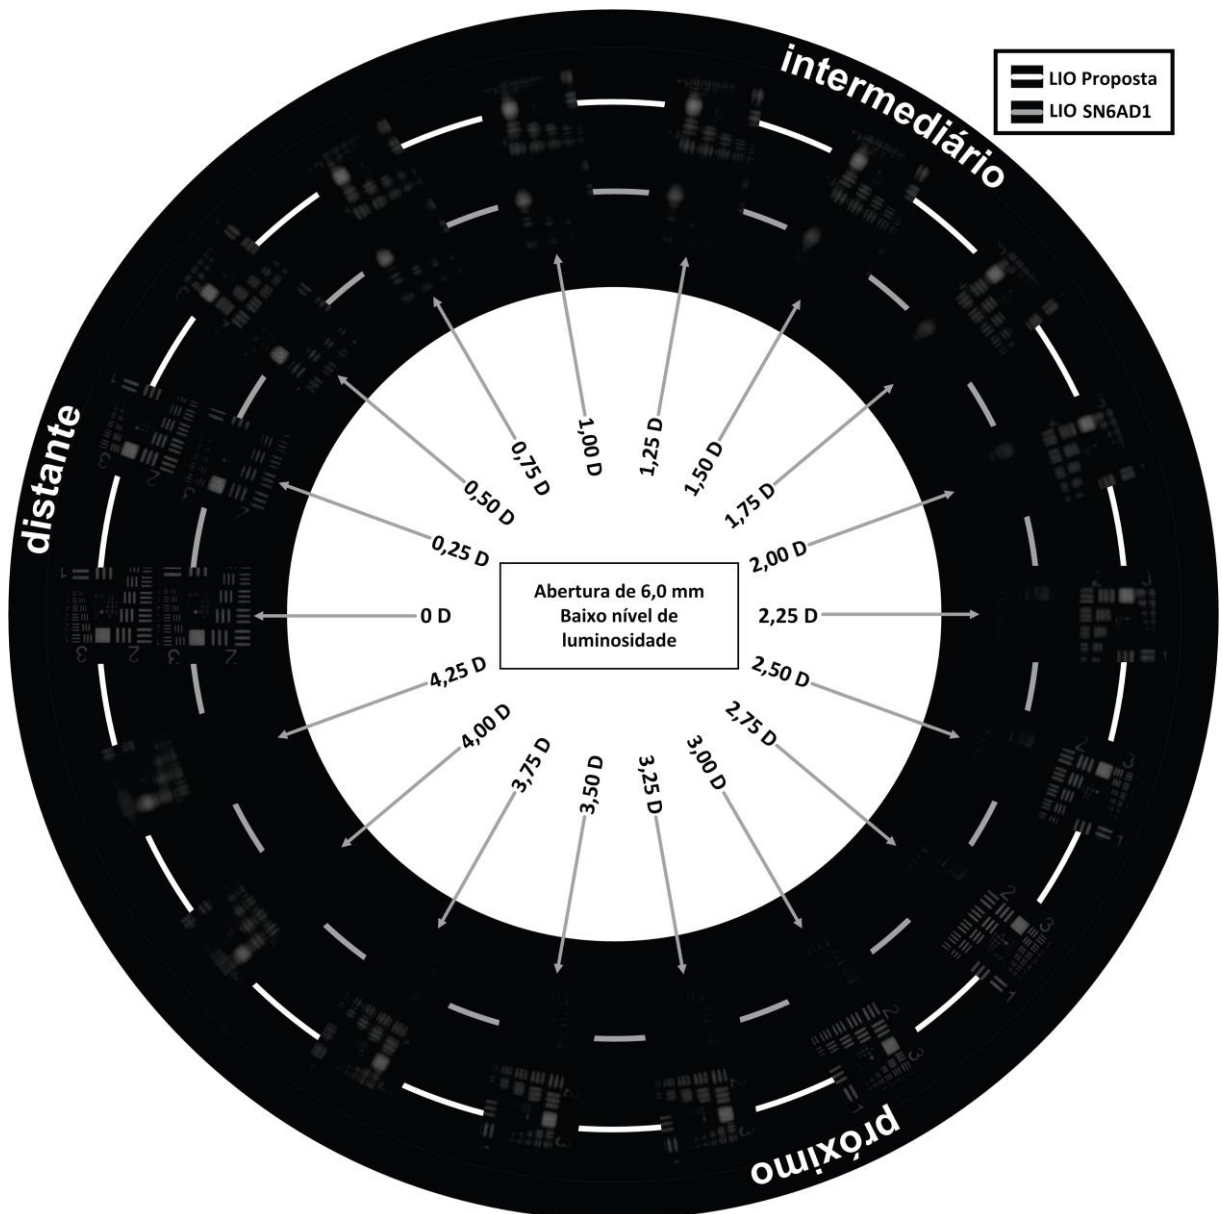 intermediário
LIO Proposta
LIO SN6AD1
distante
próximo
0 D
0,25 D
0,50 D
0,75 D
1,00 D
1,25 D
1,50 D
1,75 D
2,00 D
2,25 D
2,50 D
2,75 D
3,00 D
3,25 D
3,50 D
3,75 D
4,00 D
4,25 D
Abertura de 6,0 mm
Baixo nível de
luminosidade